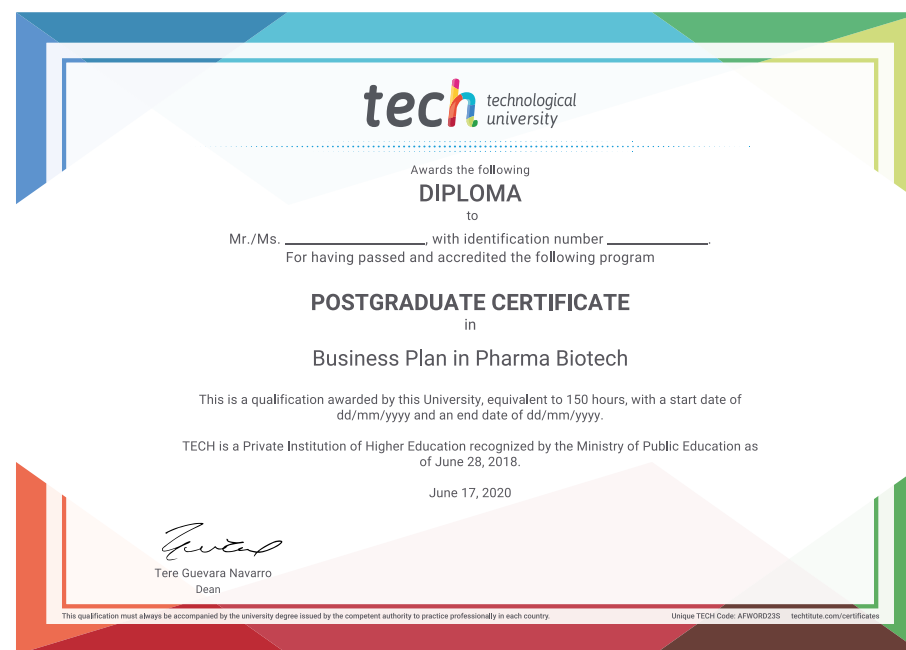 tech technological
university
Awards the following
DIPLOMA
to
Mr./Ms. ____________, with identification number ____________.
For having passed and accredited the following program
POSTGRADUATE CERTIFICATE
in
Business Plan in Pharma Biotech
This is a qualification awarded by this University, equivalent to 150 hours, with a start date of
dd/mm/yyyy and an end date of dd/mm/yyyy.
TECH is a Private Institution of Higher Education recognized by the Ministry of Public Education as
of June 28, 2018.
June 17, 2020
Tere Guevara Navarro
Dean
This qualification must always be accompanied by the university degree issued by the competent authority to practice professionally in each country.
Unique TECH Code: AFWORD23S techtitute.com/certificates